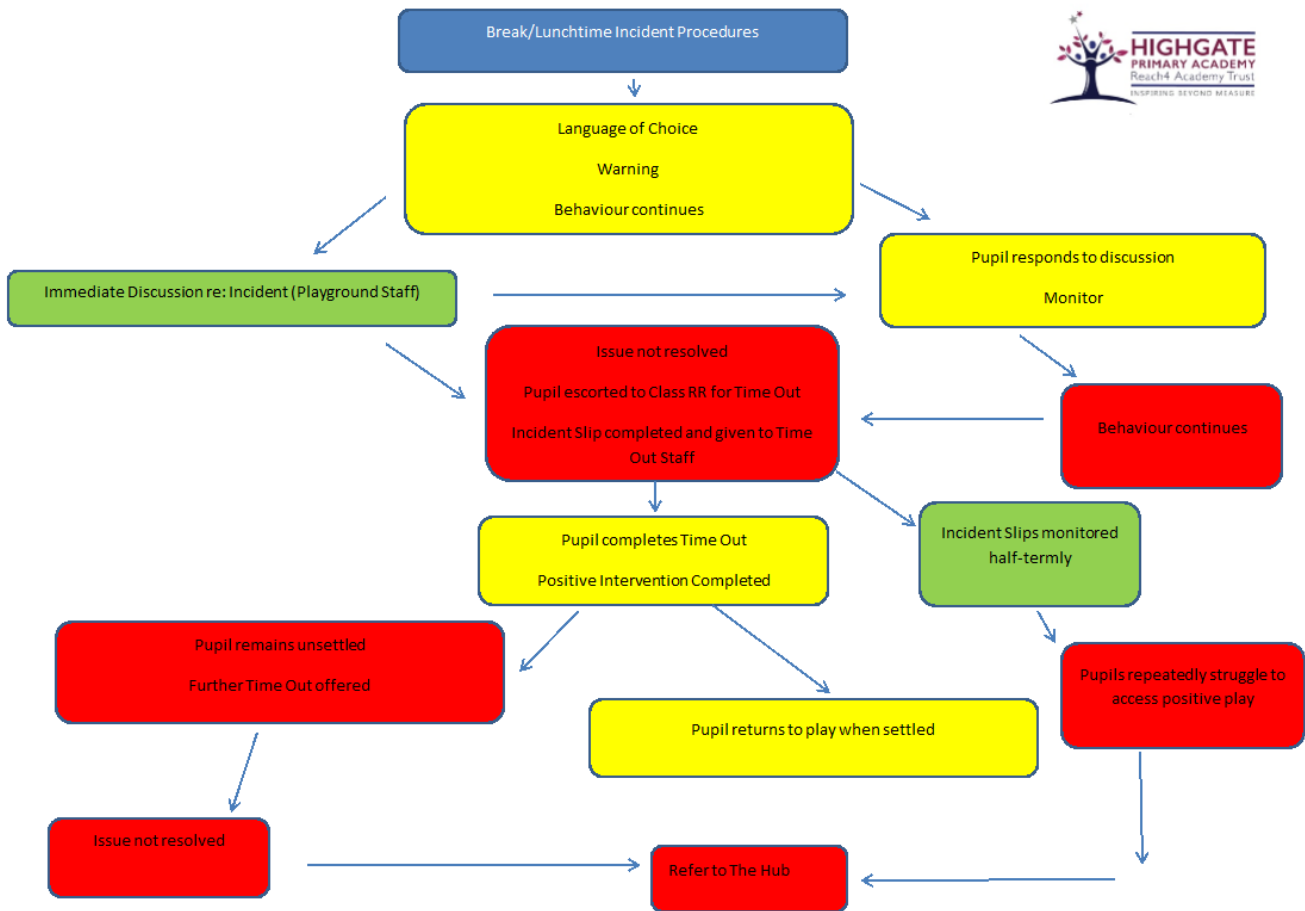 Break/Lunchtime Incident Procedures
HIGHGATE
PRIMARY ACADEMY
Reach4 Academy Trust
INSPIRING BEYOND MEASURE
Language of Choice
Warning
Behaviour continues
Pupil responds to discussion
Monitor
Immediate Discussion re: Incident (Playground Staff)
Issue not resolved
Pupil escorted to Class RR for Time Out
Incident Slip completed and given to Time
Out Staff
Behaviour continues
Incident Slips monitored
half-termly
Pupil completes Time Out
Positive Intervention Completed
Pupil remains unsettled
Further Time Out offered
Pupils repeatedly struggle to
access positive play
Pupil returns to play when settled
Issue not resolved
Refer to The Hub